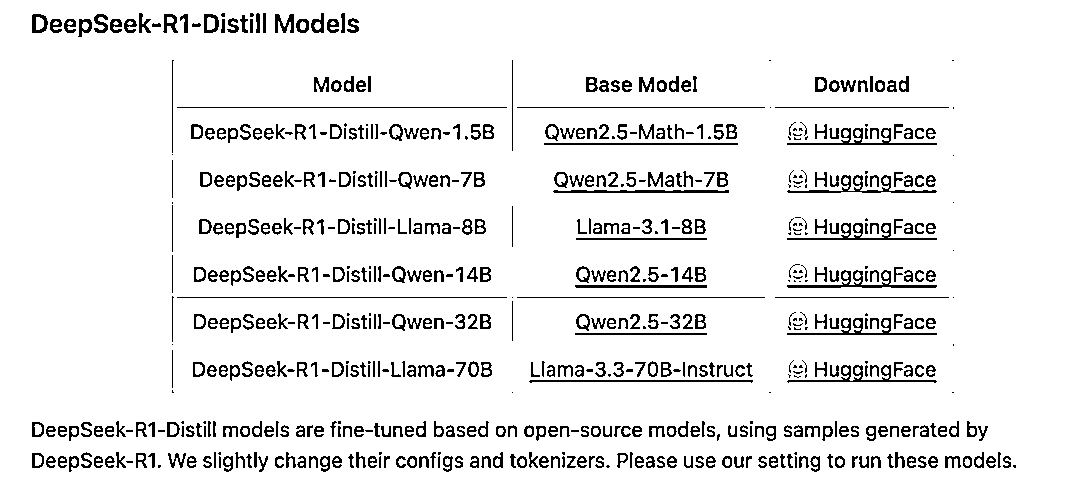 DeepSeek-R1-Distill Models
Model Base Model Download
DeepSeek-R1-Distill-Qwen-1.5B Qwen2.5-Math-1.5B 🤗 HuggingFace
DeepSeek-R1-Distill-Qwen-7B Qwen2.5-Math-7B 🤗 HuggingFace
DeepSeek-R1-Distill-Llama-8B Llama-3.1-8B 🤗 HuggingFace
DeepSeek-R1-Distill-Qwen-14B Qwen2.5-14B 🤗 HuggingFace
DeepSeek-R1-Distill-Qwen-32B Qwen2.5-32B 🤗 HuggingFace
DeepSeek-R1-Distill-Llama-70B Llama-3.3-70B-Instruct 🤗 HuggingFace
DeepSeek-R1-Distill models are fine-tuned based on open-source models, using samples generated by
DeepSeek-R1. We slightly change their configs and tokenizers. Please use our setting to run these models.